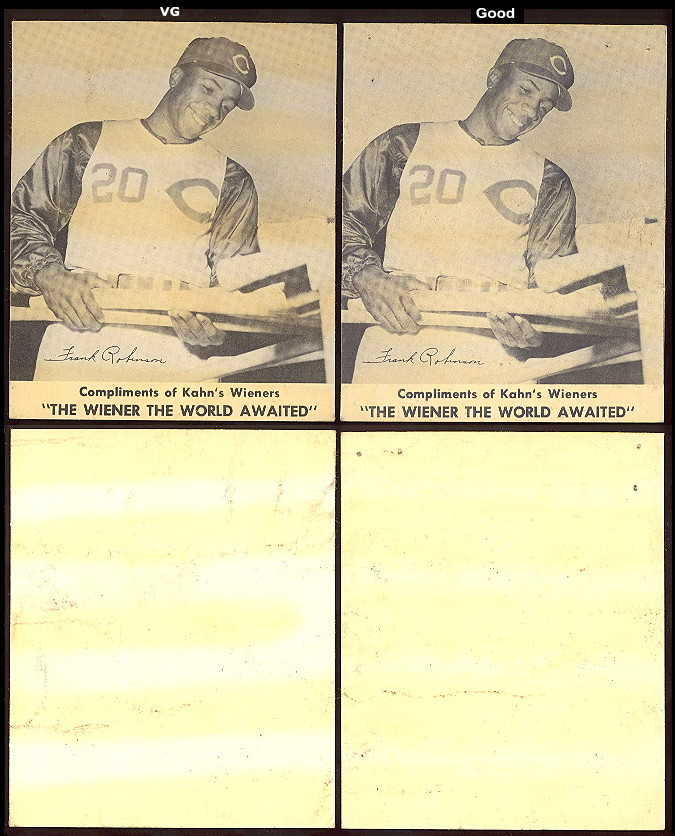 VG
Good
C
C
20 C
20 C
Frank Robinson
Frank Robinson
Compliments of Kahn's Wieners
"THE WIENER THE WORLD AWAITED"
Compliments of Kahn's Wieners
"THE WIENER THE WORLD AWAITED"